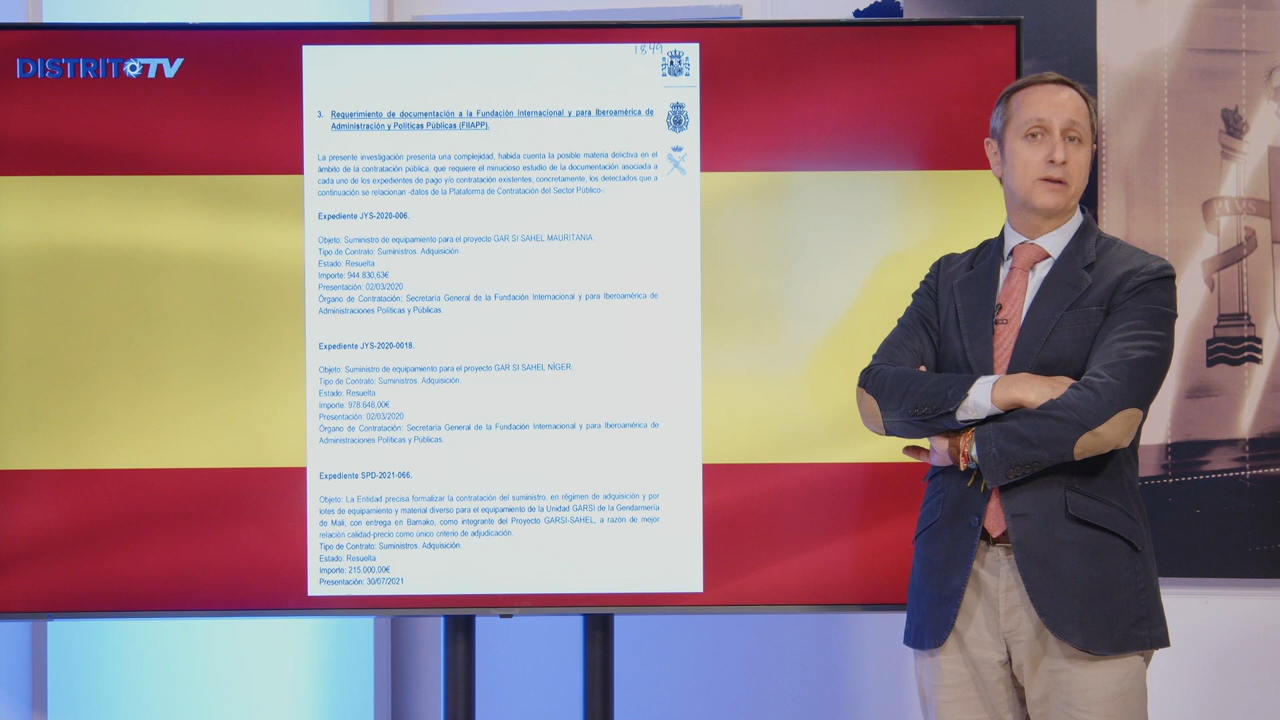 DISTRITOTV
1849
3. Requerimiento de documentación a la Fundación Internacional y para Iberoamérica de
Administración y Políticas Públicas (FIIAPP).
La presente investigación presenta una complejidad, habida cuenta la posible materia delictiva en el
ámbito de la contratación pública, que requiere el minucioso estudio de la documentación asociada a
cada uno de los expedientes de pago y/o contratación existentes, concretamente, los detectados que a
continuación se relacionan -datos de la Plataforma de Contratación del Sector Público-:
Expediente JYS-2020-006.
Objeto: Suministro de equipamiento para el proyecto GAR SI SAHEL MAURITANIA.
Tipo de Contrato: Suministros. Adquisición.
Estado: Resuelta
Importe: 944.830,63€
Presentación: 02/03/2020
Órgano de Contratación: Secretaría General de la Fundación Internacional y para Iberoamérica de
Administraciones Políticas y Públicas.
Expediente JYS-2020-0018.
Objeto: Suministro de equipamiento para el proyecto GAR SI SAHEL NÍGER.
Tipo de Contrato: Suministros. Adquisición.
Estado: Resuelta
Importe: 978.648,00€
Presentación: 02/03/2020
Órgano de Contratación: Secretaría General de la Fundación Internacional y para Iberoamérica de
Administraciones Políticas y Públicas.
Expediente SPD-2021-066.
Objeto: La Entidad precisa formalizar la contratación del suministro, en régimen de adquisición y por
lotes de equipamiento y material diverso para el equipamiento de la Unidad GARSI de la Gendarmería
de Mali, con entrega en Bamako, como integrante del Proyecto GARSI-SAHEL, a razón de mejor
relación calidad-precio como único criterio de adjudicación.
Tipo de Contrato: Suministros. Adquisición.
Estado: Resuelta
Importe: 215.000,00€
Presentación: 30/07/2021
PLVS